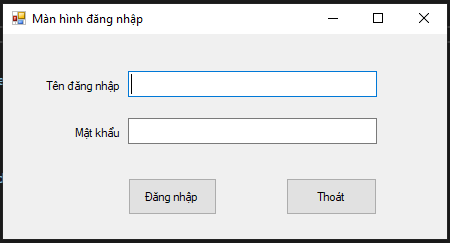 Màn hình đăng nhập
Tên đăng nhập
Mật khẩu
Đăng nhập
Thoát